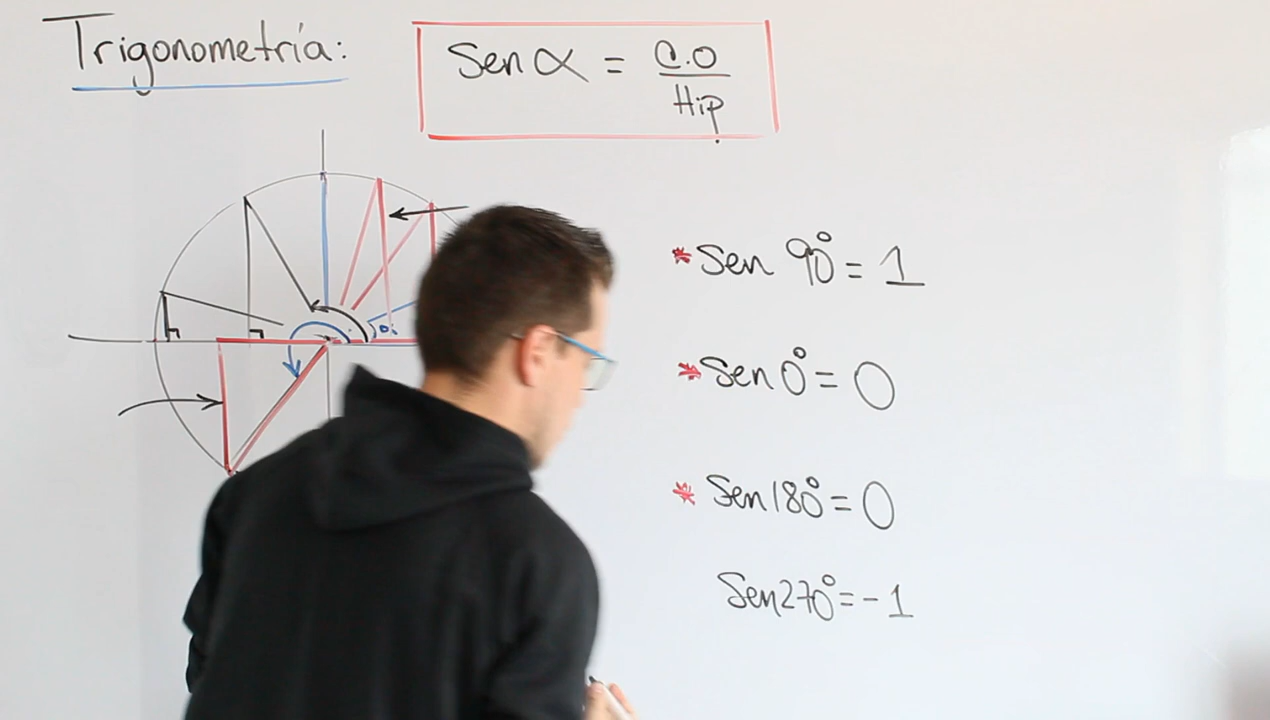 Trigonometría:
Sen α = C.O
Hip
* Sen 90° = 1
* Sen 0° = 0
* Sen 180° = 0
Sen 270° = -1